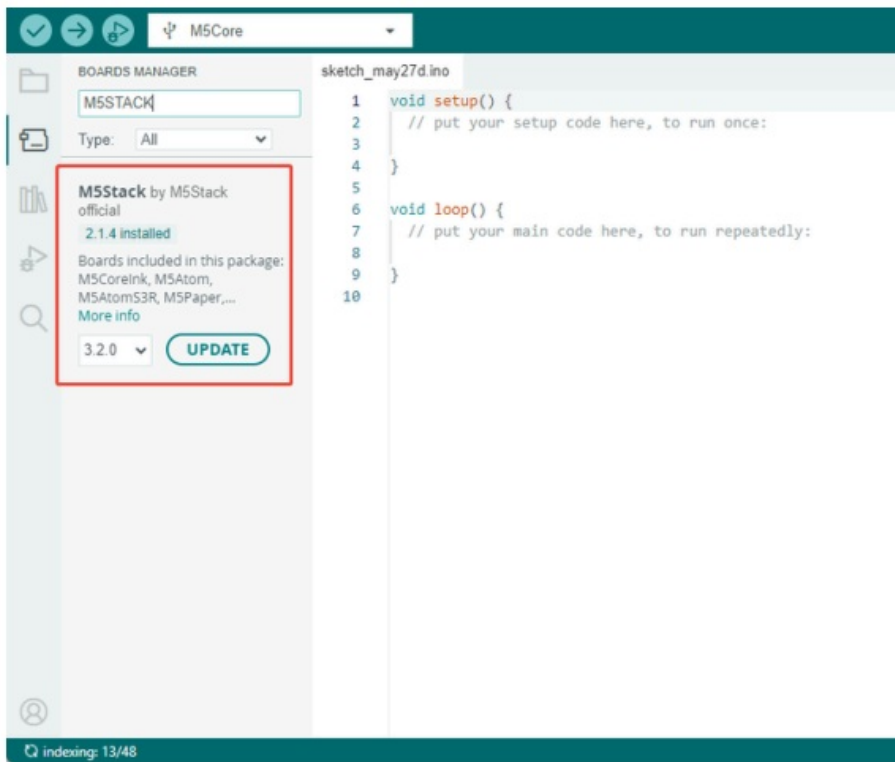 M5Core
BOARDS MANAGER
M5STACK
Type: All
M5Stack by M5Stack
official
2.1.4 installed
Boards included in this package:
M5CoreInk, M5Atom,
M5AtomS3R, M5Paper,...
More info
3.2.0 UPDATE
sketch_may27d.ino
1 void setup() {
2 // put your setup code here, to run once:
3
4 }
5
6 void loop() {
7 // put your main code here, to run repeatedly:
8
9 }
10
indexing: 13/48